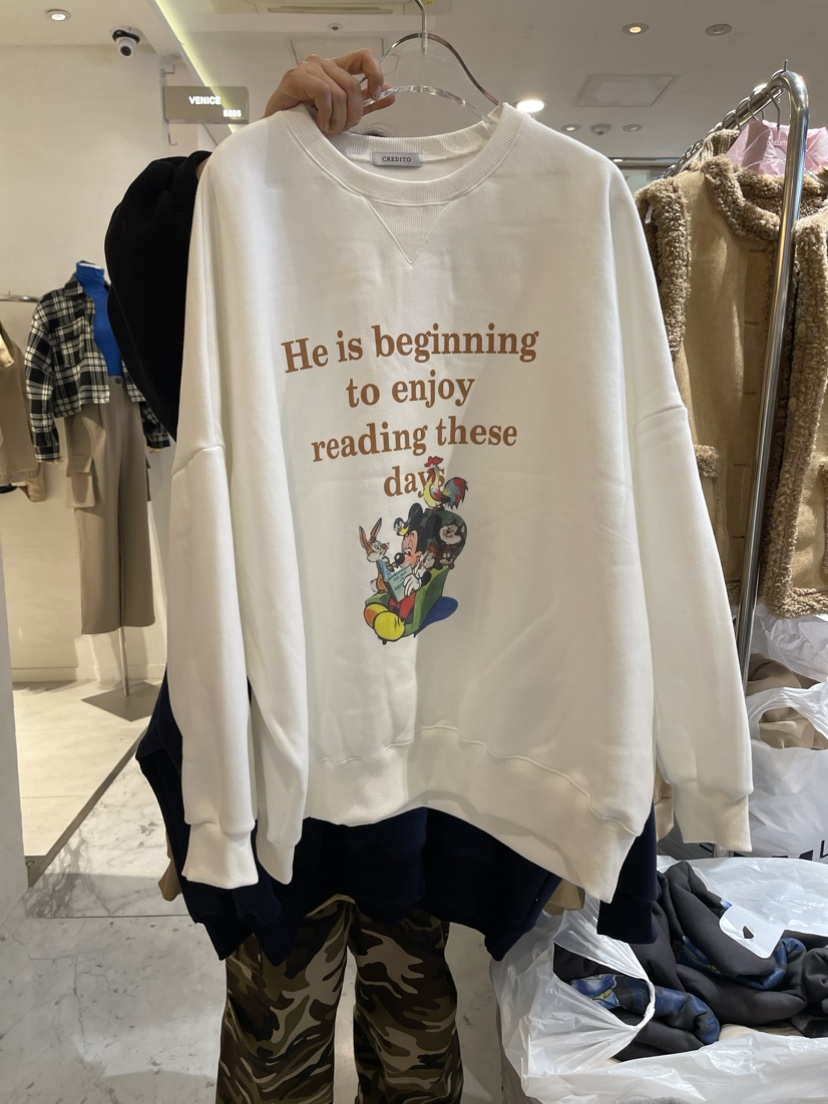 VENICE
CREDITO
He is beginning
to enjoy
reading these
days